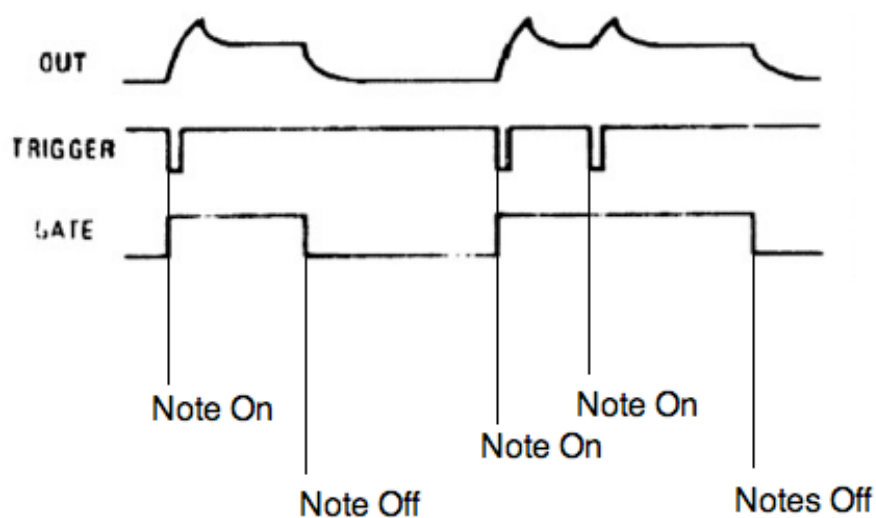 OUT
TRIGGER
GATE
Note On
Note On
Note On
Note Off
Notes Off